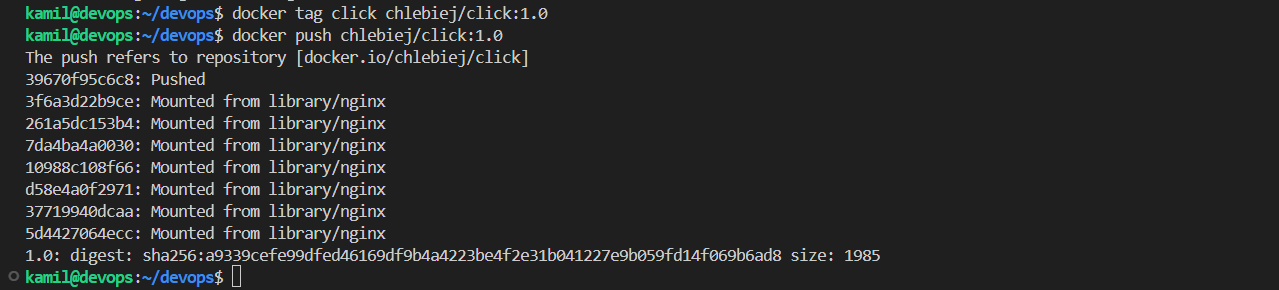 kamil@devops:~/devops$ docker tag click chlebiej/click:1.0
kamil@devops:~/devops$ docker push chlebiej/click:1.0
The push refers to repository [docker.io/chlebiej/click]
39670f95c6c8: Pushed
3f6a3d22b9ce: Mounted from library/nginx
261a5dc153b4: Mounted from library/nginx
7da4ba4a0030: Mounted from library/nginx
10988c108f66: Mounted from library/nginx
d58e4a0f2971: Mounted from library/nginx
37719940dcaa: Mounted from library/nginx
5d4427064ecc: Mounted from library/nginx
1.0: digest: sha256:a9339cefe99dfed46169df9b4a4223be4f2e31b041227e9b059fd14f069b6ad8 size: 1985
kamil@devops:~/devops$